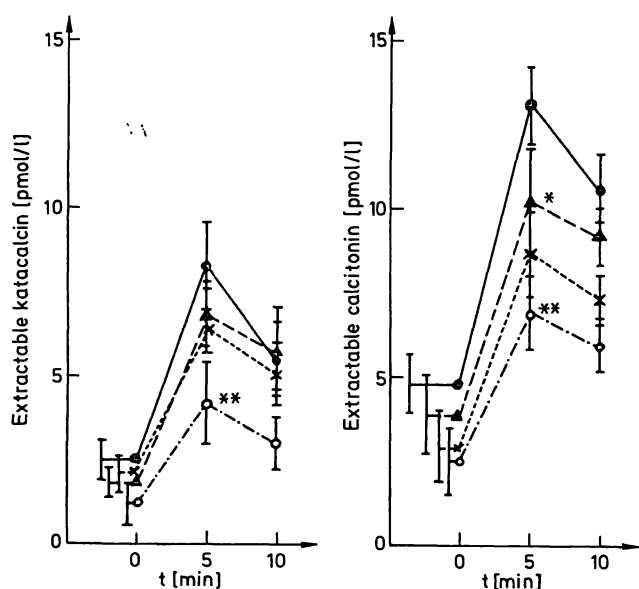 Extractable katacalcin [pmol/l]
15
10
5
0
**
0 5 10
t [min]
Extractable calcitonin [pmol/l]
15
10
5
0
*
**
0 5 10
t [min]